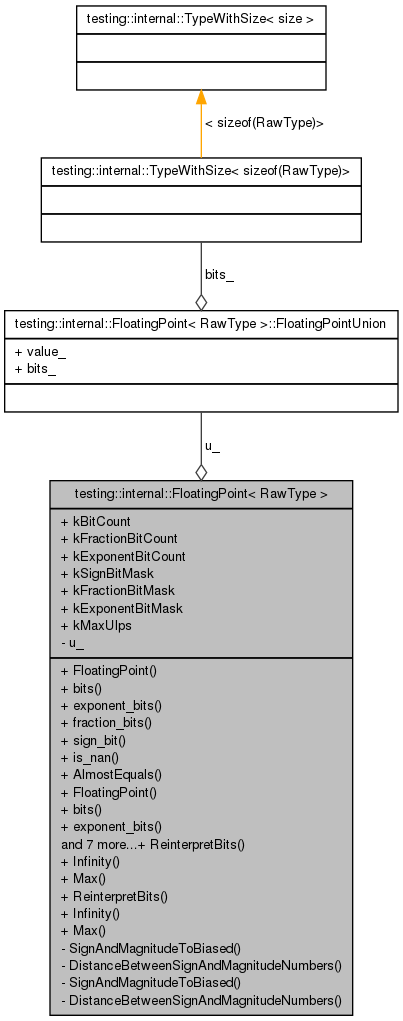 testing::internal::TypeWithSize< size >
< sizeof(RawType)>
testing::internal::TypeWithSize< sizeof(RawType)>
bits_
testing::internal::FloatingPoint< RawType >::FloatingPointUnion
+ value_
+ bits_
u_
testing::internal::FloatingPoint< RawType >
+ kBitCount
+ kFractionBitCount
+ kExponentBitCount
+ kSignBitMask
+ kFractionBitMask
+ kExponentBitMask
+ kMaxUlps
- u_
+ FloatingPoint()
+ bits()
+ exponent_bits()
+ fraction_bits()
+ sign_bit()
+ is_nan()
+ AlmostEquals()
+ FloatingPoint()
+ bits()
+ exponent_bits()
and 7 more...+ ReinterpretBits()
+ Infinity()
+ Max()
+ ReinterpretBits()
+ Infinity()
+ Max()
- SignAndMagnitudeToBiased()
- DistanceBetweenSignAndMagnitudeNumbers()
- SignAndMagnitudeToBiased()
- DistanceBetweenSignAndMagnitudeNumbers()